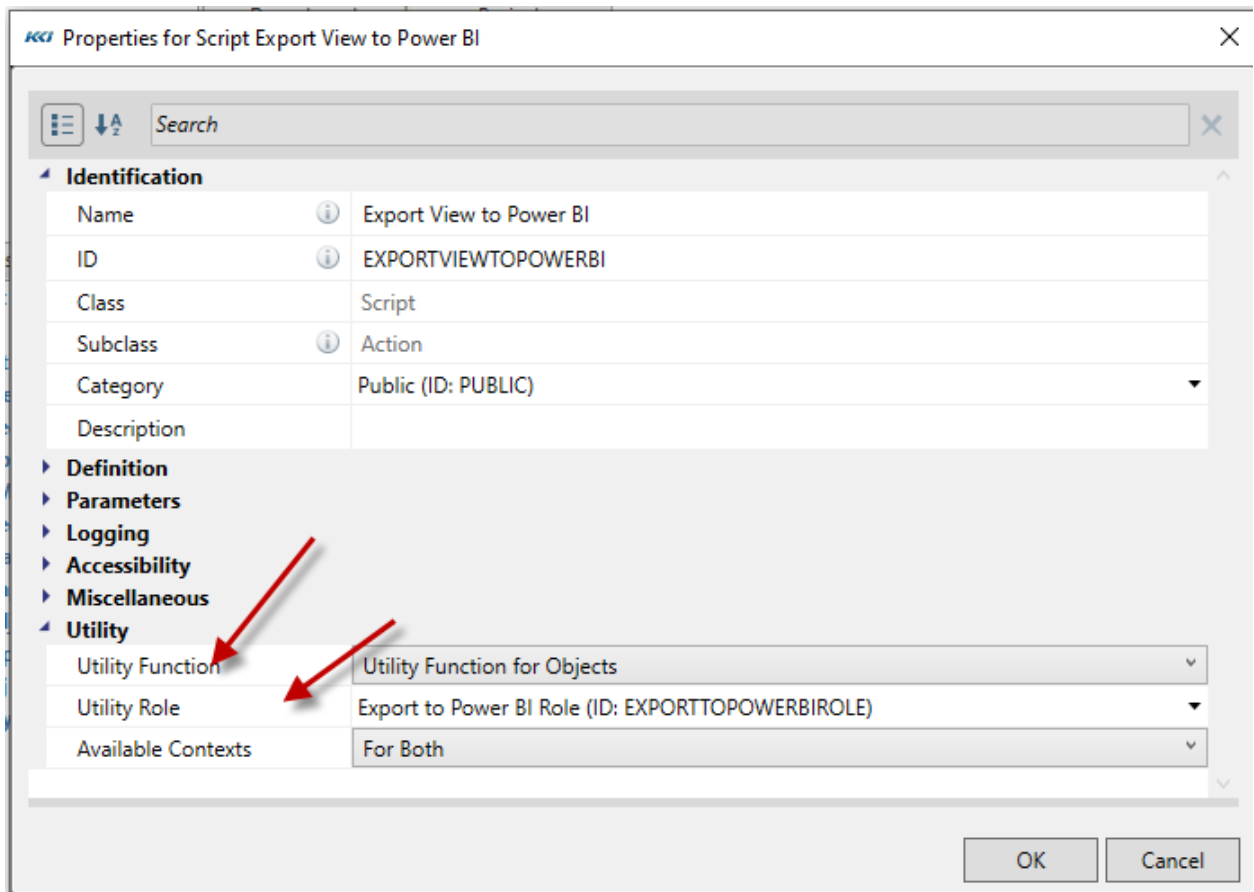 KCI Properties for Script Export View to Power BI
Search
Identification
Name Export View to Power BI
ID EXPORTVIEWTOPOWERBI
Class Script
Subclass Action
Category Public (ID: PUBLIC)
Description
Definition
Parameters
Logging
Accessibility
Miscellaneous
Utility
Utility Function Utility Function for Objects
Utility Role Export to Power BI Role (ID: EXPORTTOPOWERBIROLE)
Available Contexts For Both
OK Cancel